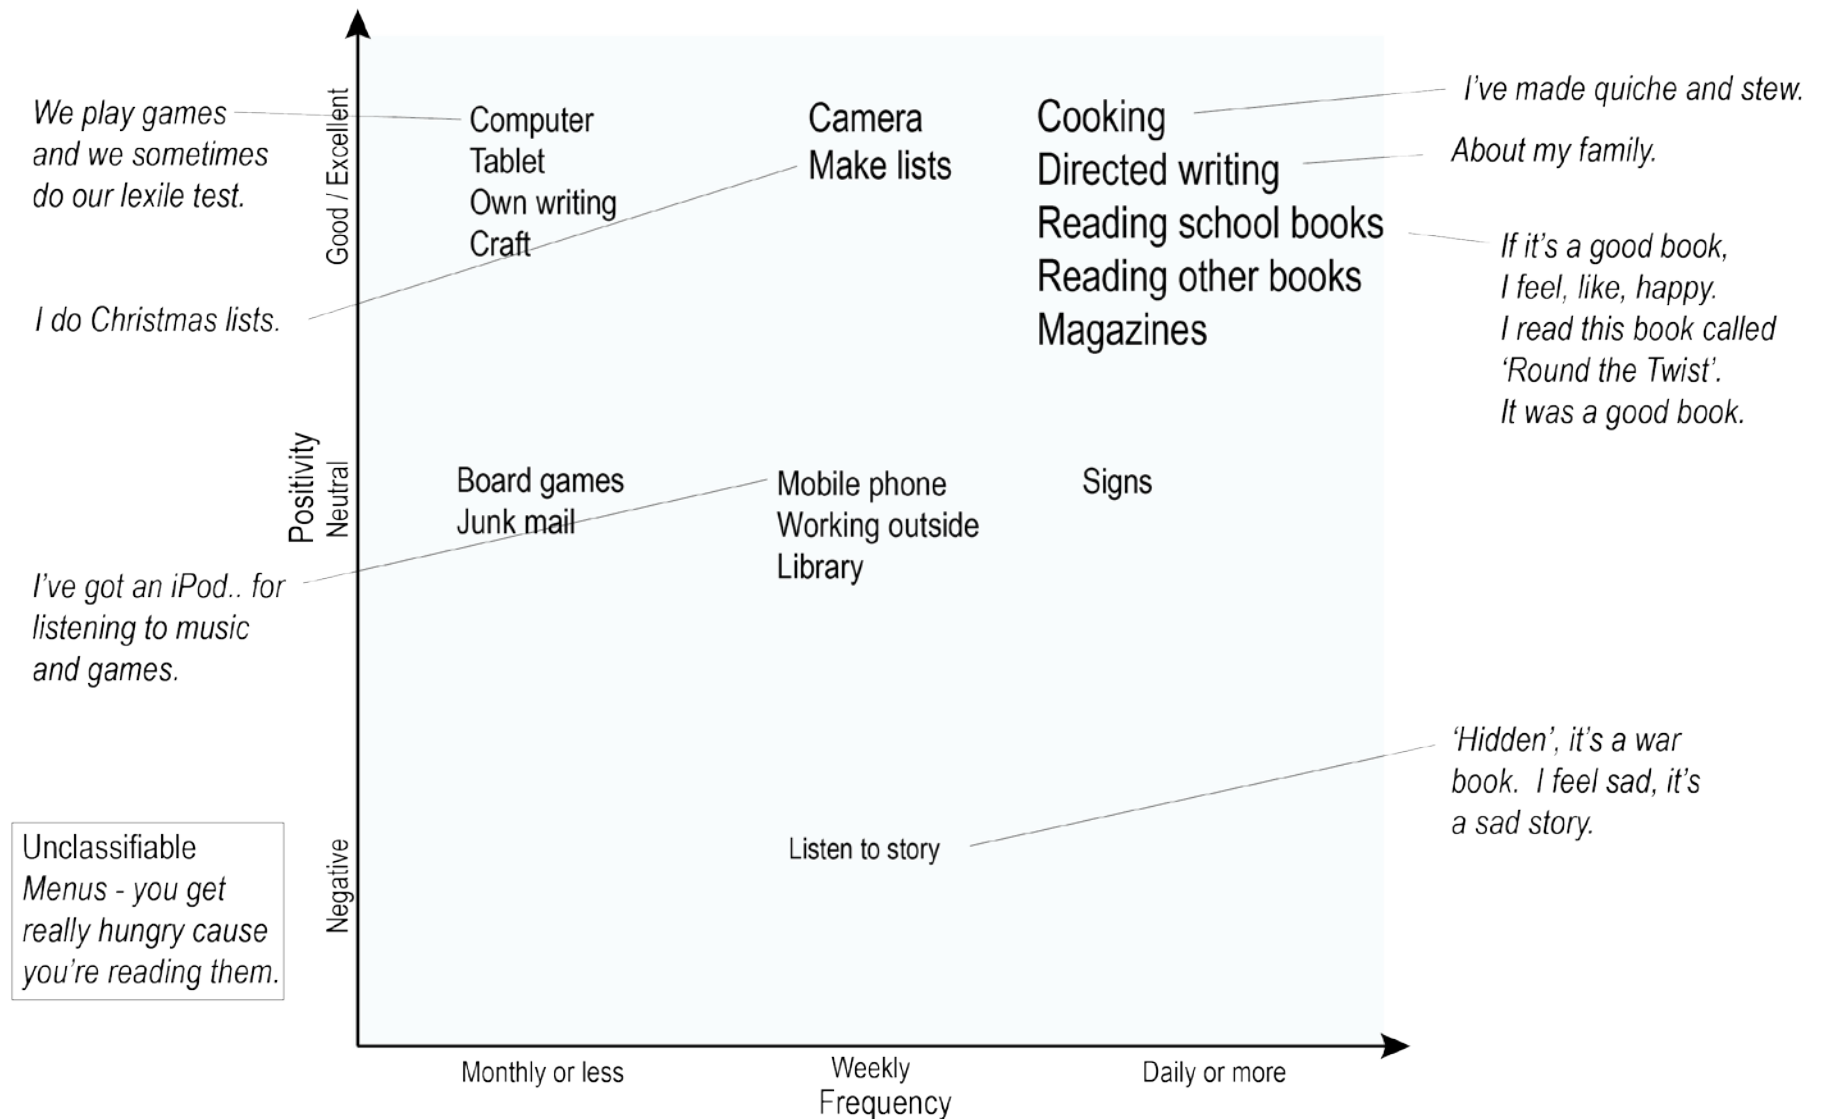 We play games
and we sometimes
do our lexile test.
I do Christmas lists.
I've got an iPod.. for
listening to music
and games.
Unclassifiable
Menus - you get
really hungry cause
you're reading them.
Positivity
Good / Excellent
Neutral
Negative
Computer
Tablet
Own writing
Craft
Camera
Make lists
Cooking
Directed writing
Reading school books
Reading other books
Magazines
Board games
Junk mail
Mobile phone
Working outside
Library
Signs
Listen to story
I've made quiche and stew.
About my family.
If it's a good book,
I feel, like, happy.
I read this book called
‘Round the Twist’.
It was a good book.
‘Hidden’, it's a war
book.  I feel sad, it's
a sad story.
Monthly or less
Weekly
Daily or more
Frequency